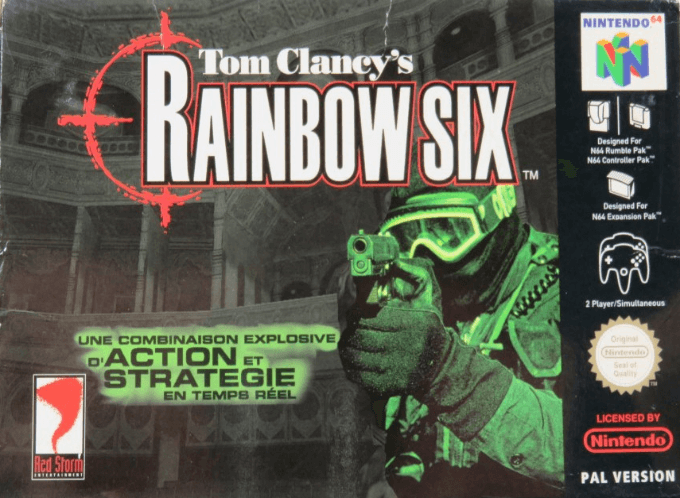 Tom Clancy's
RAINBOW SIX™
UNE COMBINAISON EXPLOSIVE
D'ACTION ET
STRATEGIE
EN TEMPS RÉEL
Red Storm
ENTERTAINMENT
NINTENDO 64
Designed For
N64 Rumble Pak™
N64 Controller Pak™
Designed For
N64 Expansion Pak™
2 Player/Simultaneous
Original
Nintendo
Seal of
Quality
TM
LICENSED BY
Nintendo
PAL VERSION